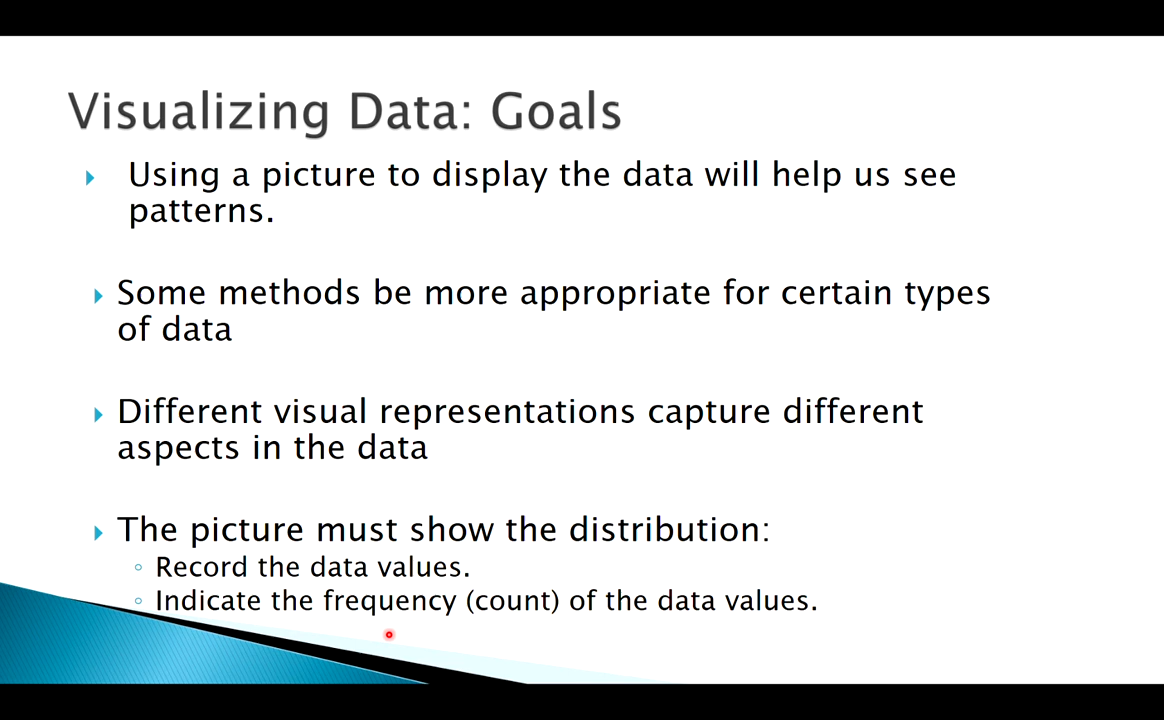 Visualizing Data: Goals
Using a picture to display the data will help us see
patterns.
Some methods be more appropriate for certain types
of data
Different visual representations capture different
aspects in the data
The picture must show the distribution:
Record the data values.
Indicate the frequency (count) of the data values.